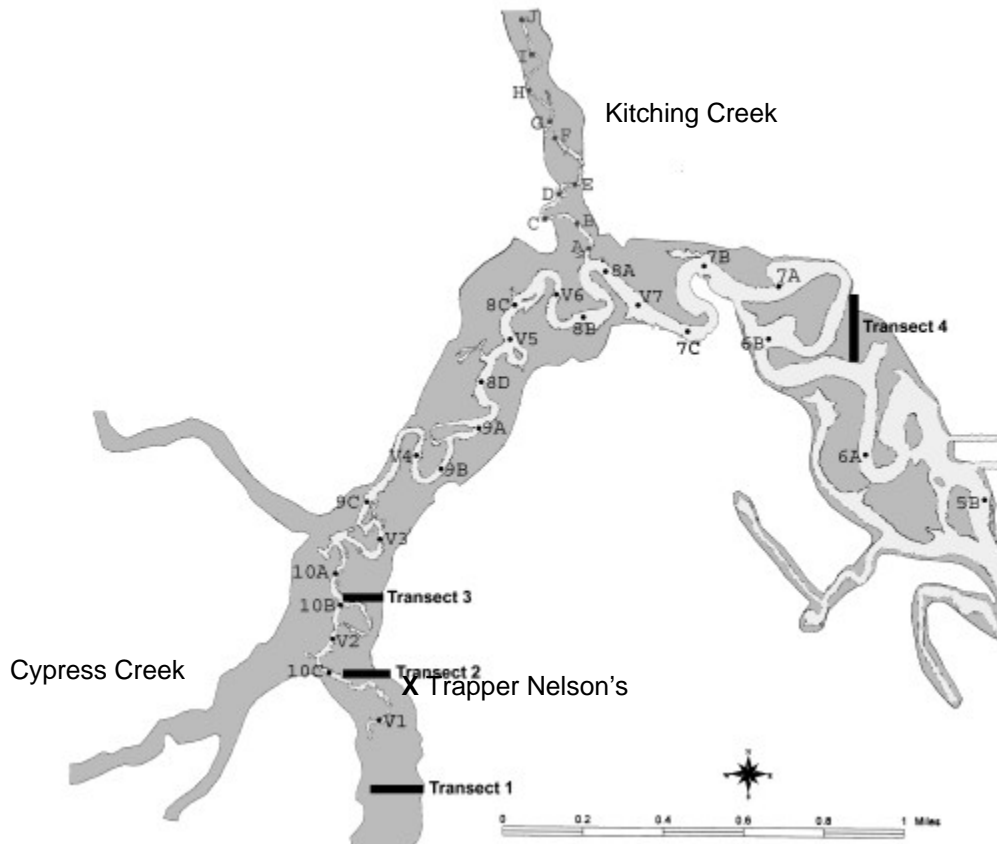 J
I
H
G
F
Kitching Creek
E
D
C
B
A
8A
7B
7A
8C
V6
V7
8B
7C
6B
Transect 4
V5
8D
9A
V4
9B
6A
9C
5B
V3
10A
10B
Transect 3
V2
Cypress Creek
10C
Transect 2
X Trapper Nelson's
V1
Transect 1
N
0 0.2 0.4 0.6 0.8 1 Miles